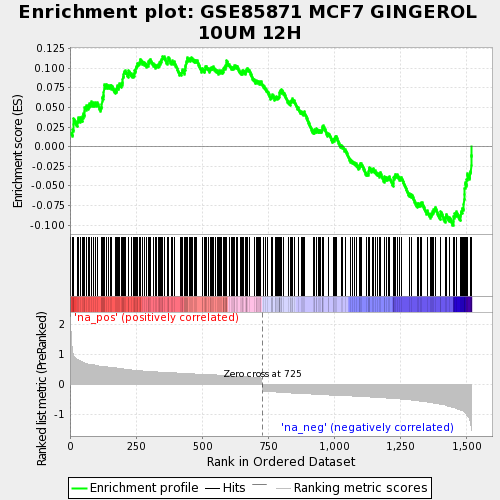 Enrichment plot: GSE85871 MCF7 GINGEROL
10UM 12H
Enrichment score (ES)
0.125
0.100
0.075
0.050
0.025
0.000
-0.025
-0.050
-0.075
-0.100
'na_pos' (positively correlated)
Ranked list metric (PreRanked)
2
1
0
-1
Zero cross at 725
'na_neg' (negatively correlated)
0
250
500
750
1,000
1,250
1,500
Rank in Ordered Dataset
Enrichment profile
Hits
Ranking metric scores